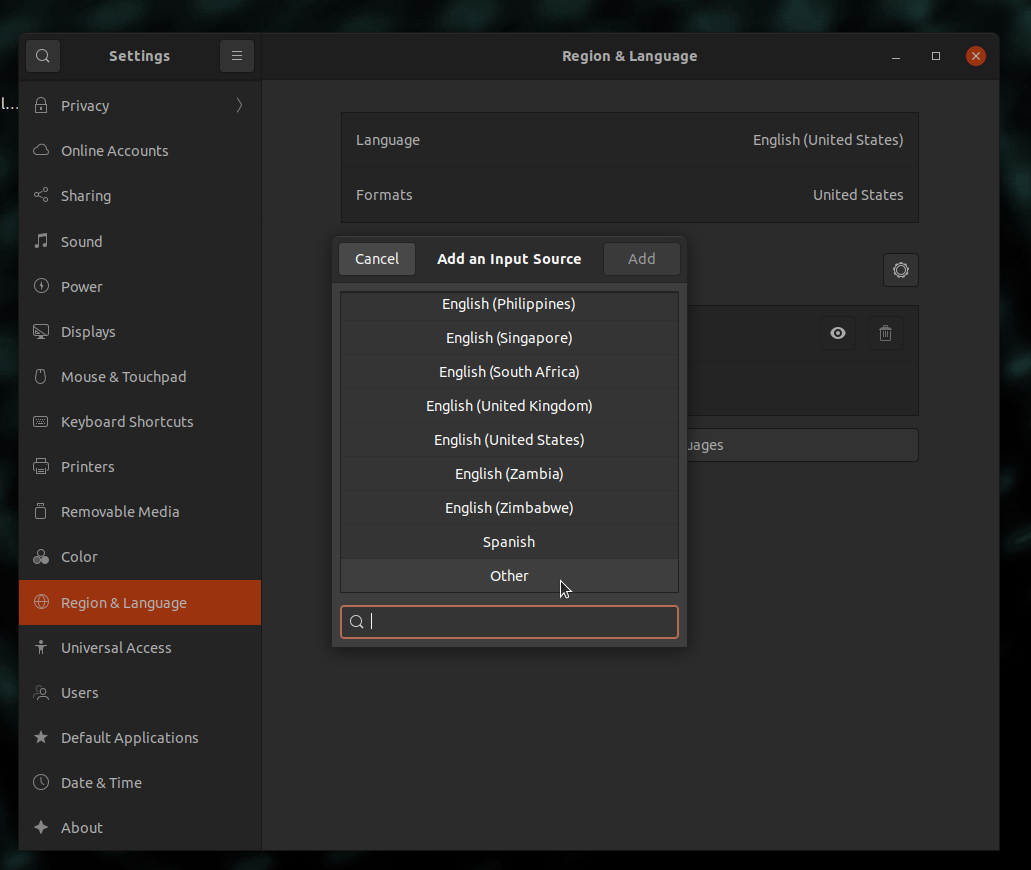 Settings
Region & Language
l...
Privacy
Online Accounts
Sharing
Sound
Power
Displays
Mouse & Touchpad
Keyboard Shortcuts
Printers
Removable Media
Color
Region & Language
Universal Access
Users
Default Applications
Date & Time
About
Language English (United States)
Formats United States
Cancel Add an Input Source Add
English (Philippines)
English (Singapore)
English (South Africa)
English (United Kingdom)
English (United States)
English (Zambia)
English (Zimbabwe)
Spanish
Other
uages